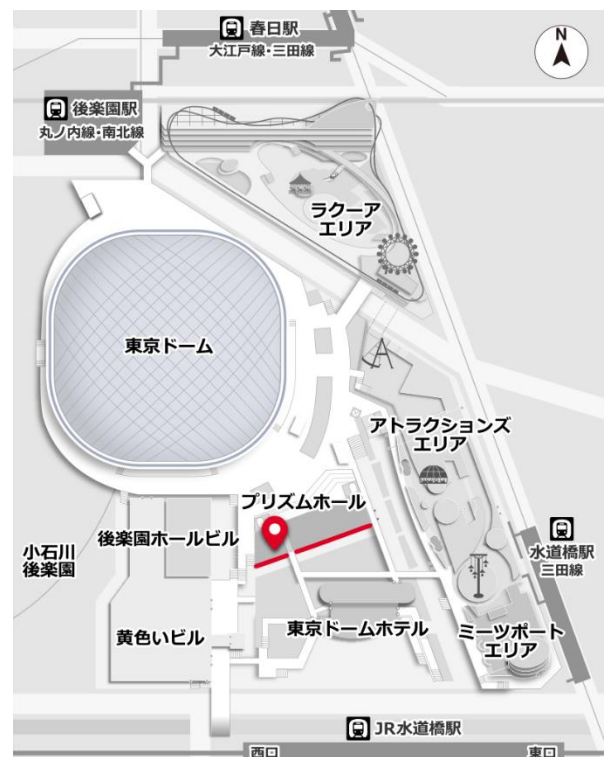 春日駅
大江戸線・三田線
N
後楽園駅
丸ノ内線・南北線
ラクーア
エリア
東京ドーム
アトラクションズ
エリア
プリズムホール
後楽園ホールビル
小石川
後楽園
水道橋駅
三田線
黄色いビル
東京ドームホテル
ミーツポート
エリア
JR水道橋駅
西口
東口